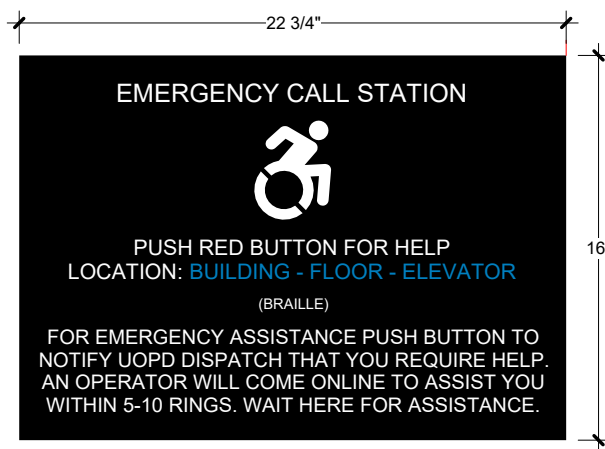 22 3/4"
EMERGENCY CALL STATION
PUSH RED BUTTON FOR HELP
LOCATION: BUILDING - FLOOR - ELEVATOR
16
(BRAILLE)
FOR EMERGENCY ASSISTANCE PUSH BUTTON TO
NOTIFY UOPD DISPATCH THAT YOU REQUIRE HELP.
AN OPERATOR WILL COME ONLINE TO ASSIST YOU
WITHIN 5-10 RINGS. WAIT HERE FOR ASSISTANCE.